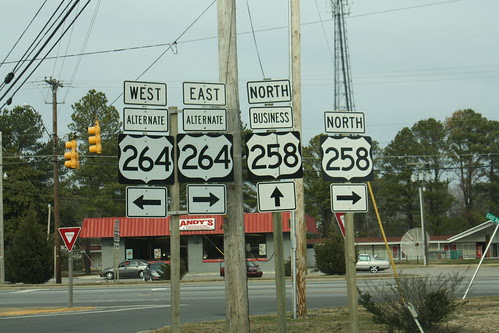 WEST
ALTERNATE
264
EAST
ALTERNATE
264
NORTH
BUSINESS
258
NORTH
258
ANDY'S